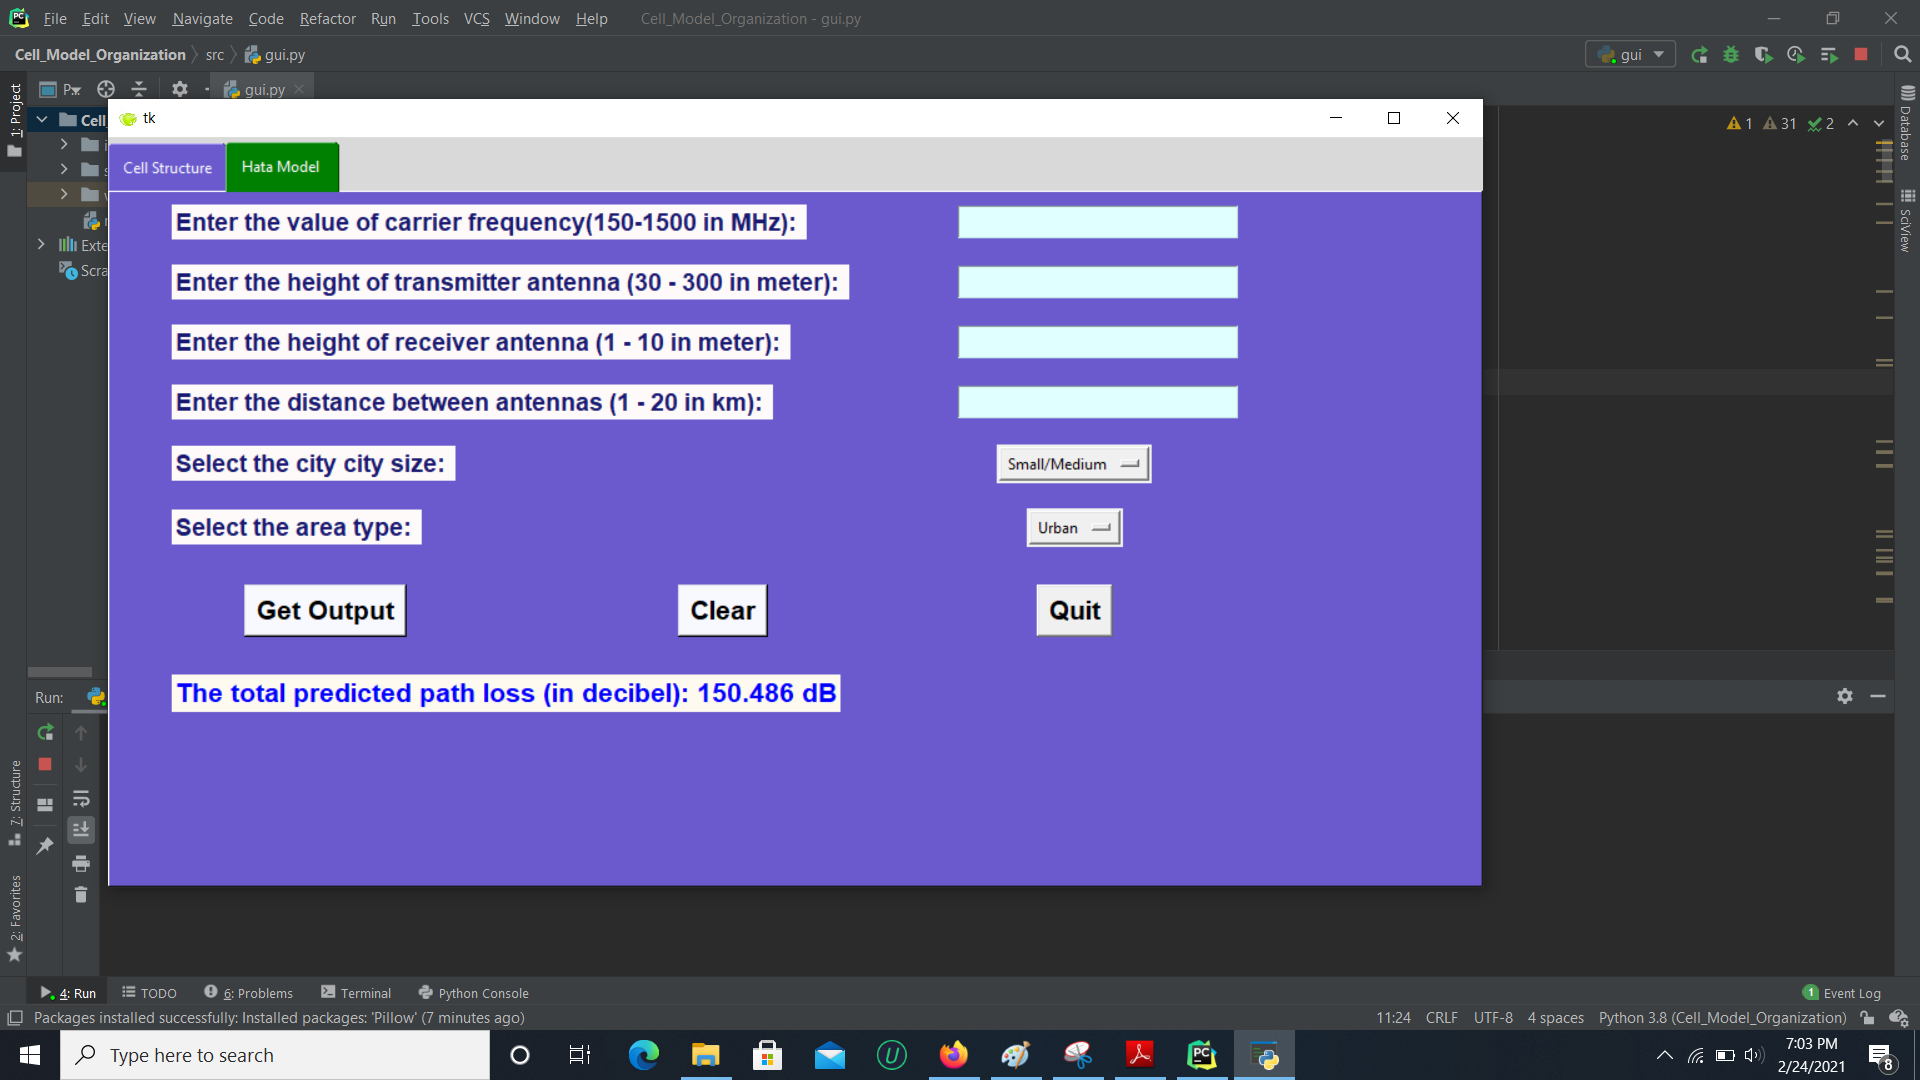 PC File Edit View Navigate Code Refactor Run Tools VCS Window Help Cell_Model_Organization - gui.py
Cell_Model_Organization src gui.py gui
P... gui.py
1: Project
tk
Cell_ 1 31 2
Database
SciView
Cell Structure Hata Model
Exte
Scra
Enter the value of carrier frequency(150-1500 in MHz):
Enter the height of transmitter antenna (30 - 300 in meter):
Enter the height of receiver antenna (1 - 10 in meter):
Enter the distance between antennas (1 - 20 in km):
Select the city city size: Small/Medium
Select the area type: Urban
Get Output Clear Quit
The total predicted path loss (in decibel): 150.486 dB
Run:
7: Structure
2: Favorites
4: Run TODO 6: Problems Terminal Python Console 1 Event Log
Packages installed successfully: Installed packages: 'Pillow' (7 minutes ago) 11:24 CRLF UTF-8 4 spaces Python 3.8 (Cell_Model_Organization)
Type here to search
7:03 PM
2/24/2021
8